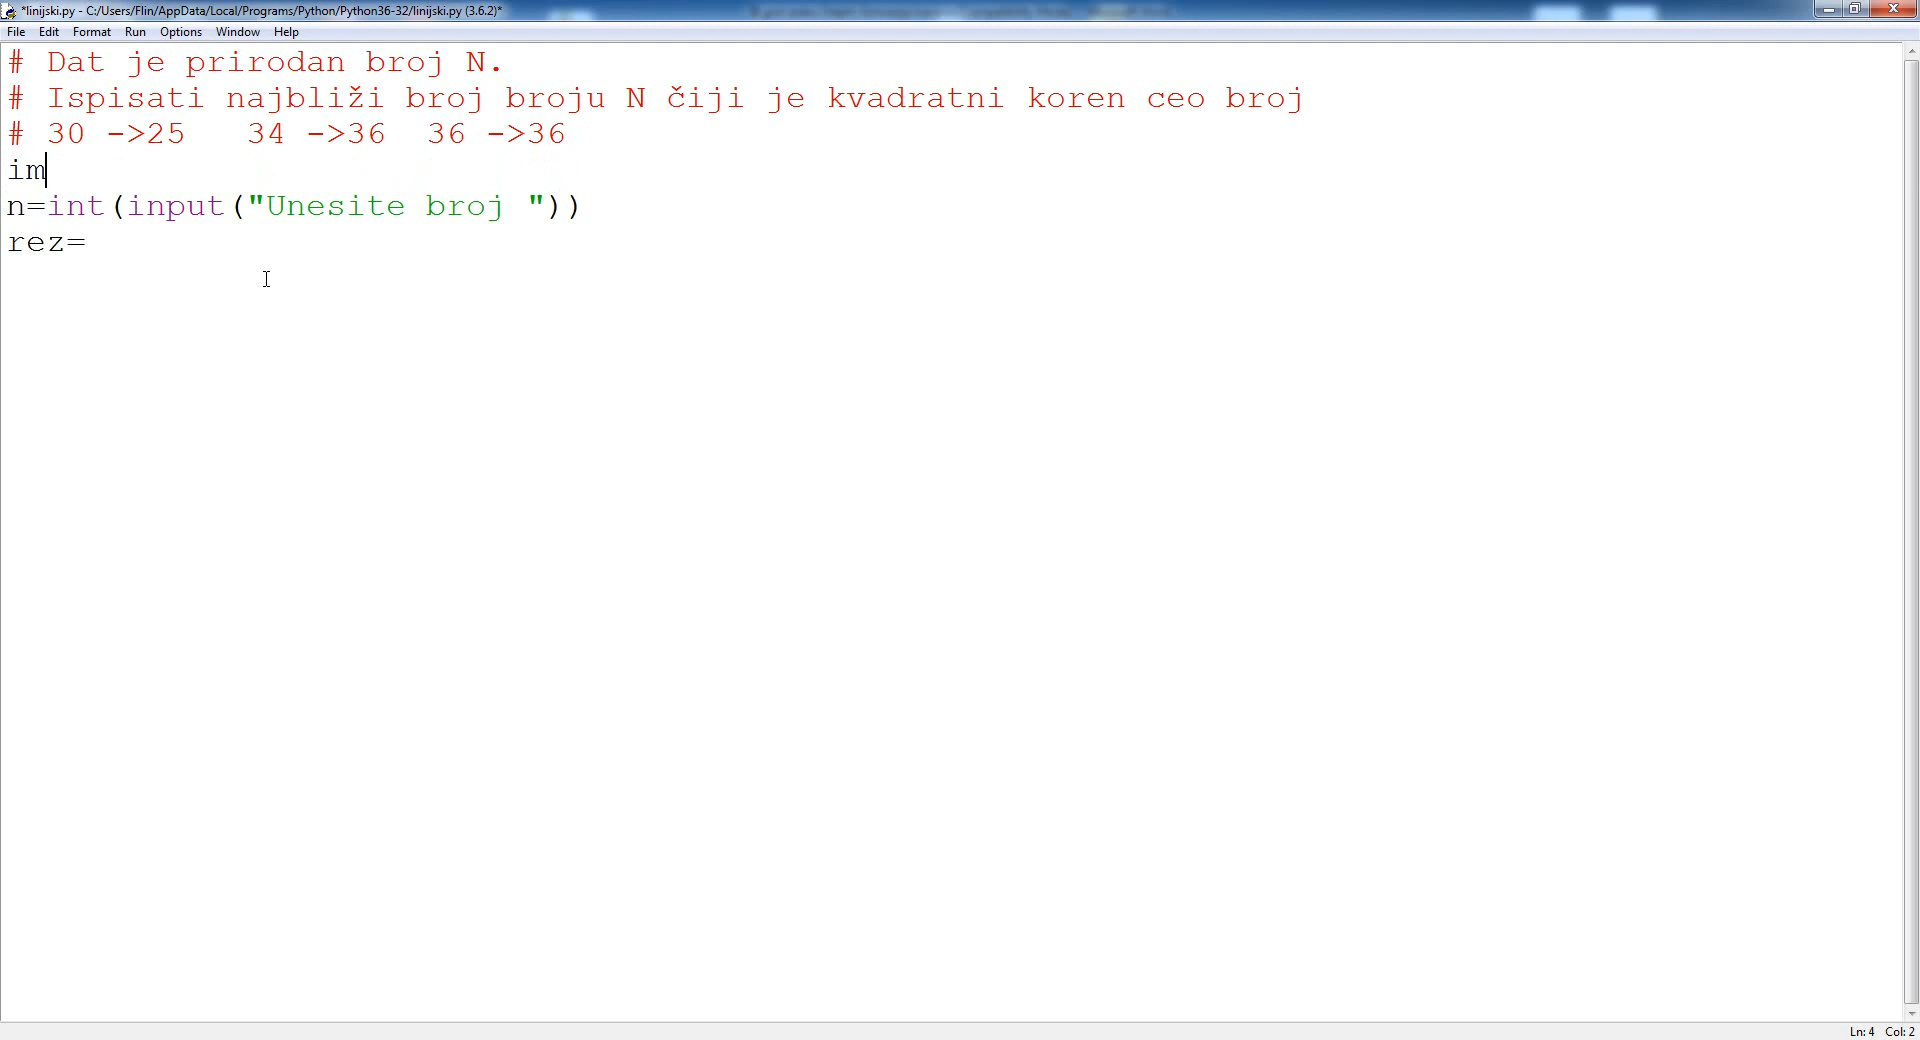 *linijski.py - C:/Users/Flin/AppData/Local/Programs/Python/Python36-32/linijski.py (3.6.2)*
File Edit Format Run Options Window Help
# Dat je prirodan broj N.
# Ispisati najbliži broj broju N čiji je kvadratni koren ceo broj
# 30 ->25   34 ->36  36 ->36
im
n=int(input("Unesite broj "))
rez=
Ln: 4 Col: 2